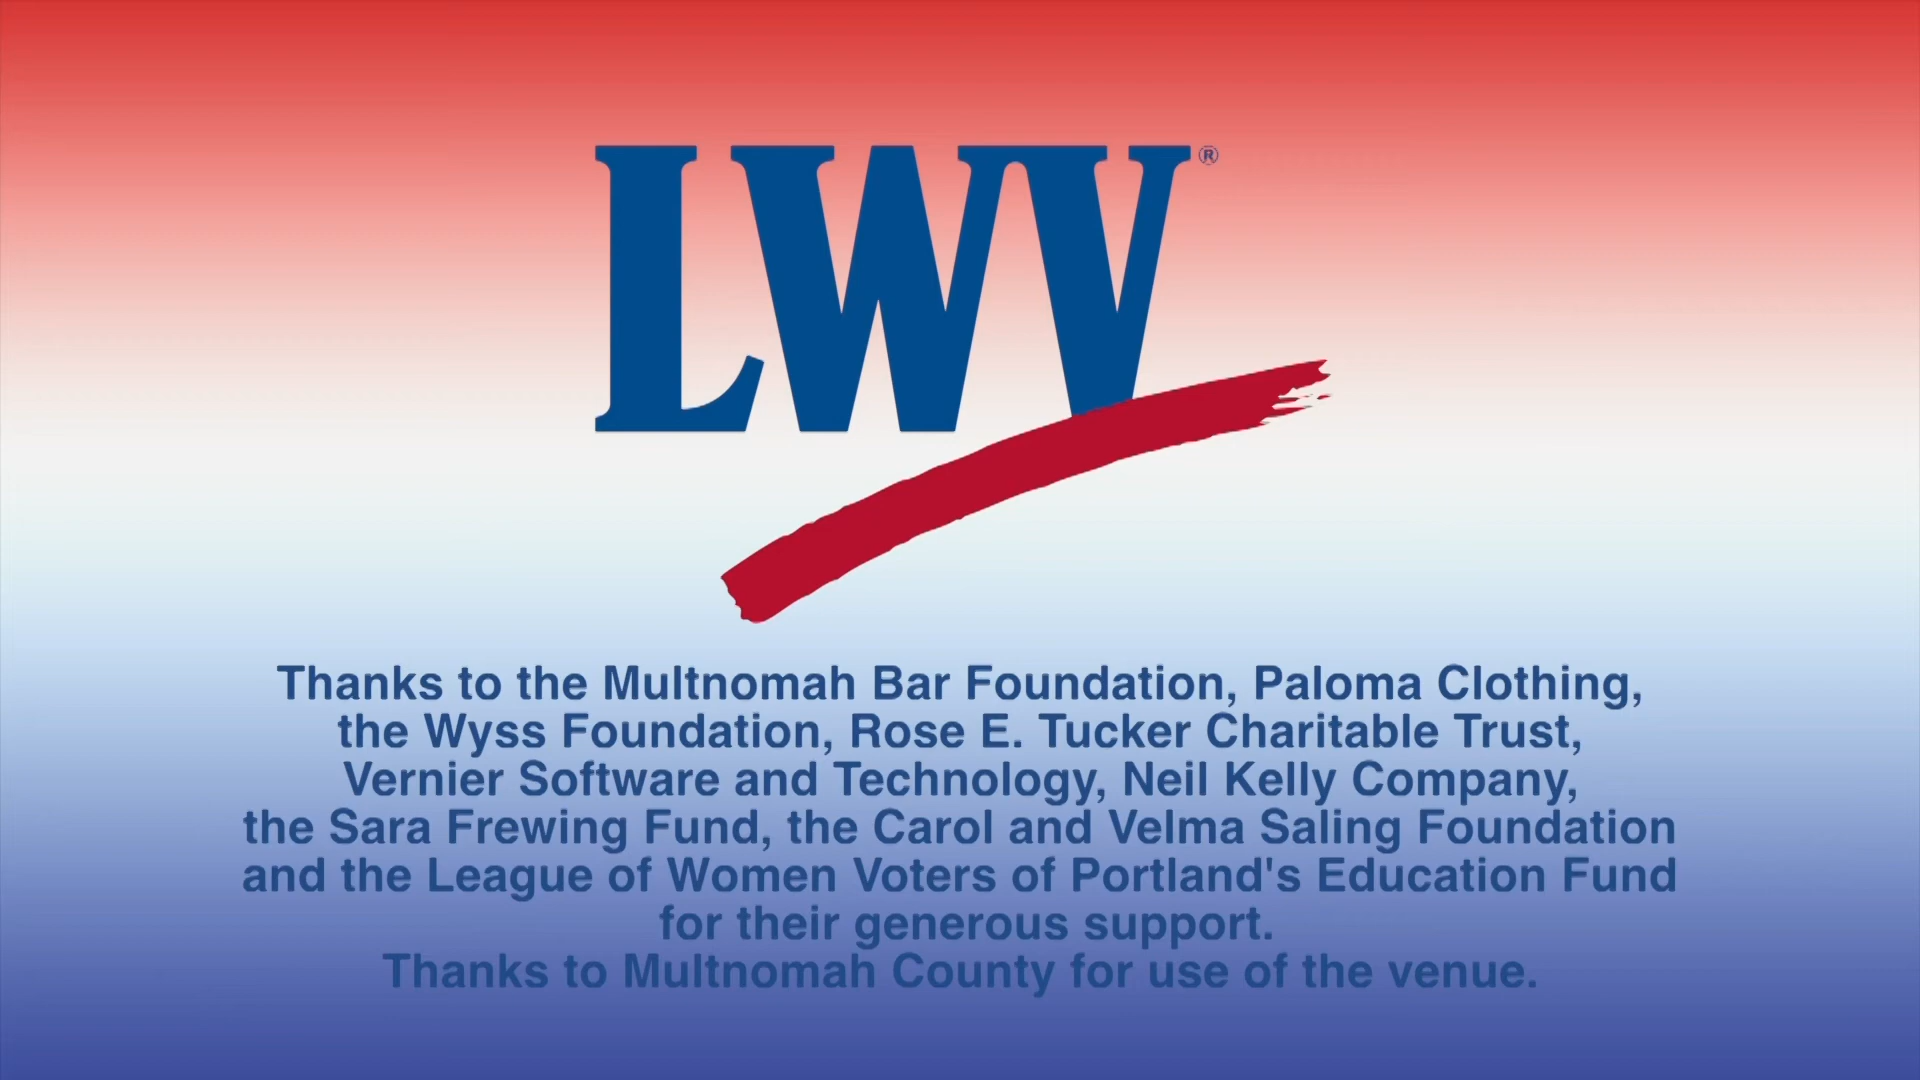 LWV®
Thanks to the Multnomah Bar Foundation, Paloma Clothing,
the Wyss Foundation, Rose E. Tucker Charitable Trust,
Vernier Software and Technology, Neil Kelly Company,
the Sara Frewing Fund, the Carol and Velma Saling Foundation
and the League of Women Voters of Portland's Education Fund
for their generous support.
Thanks to Multnomah County for use of the venue.